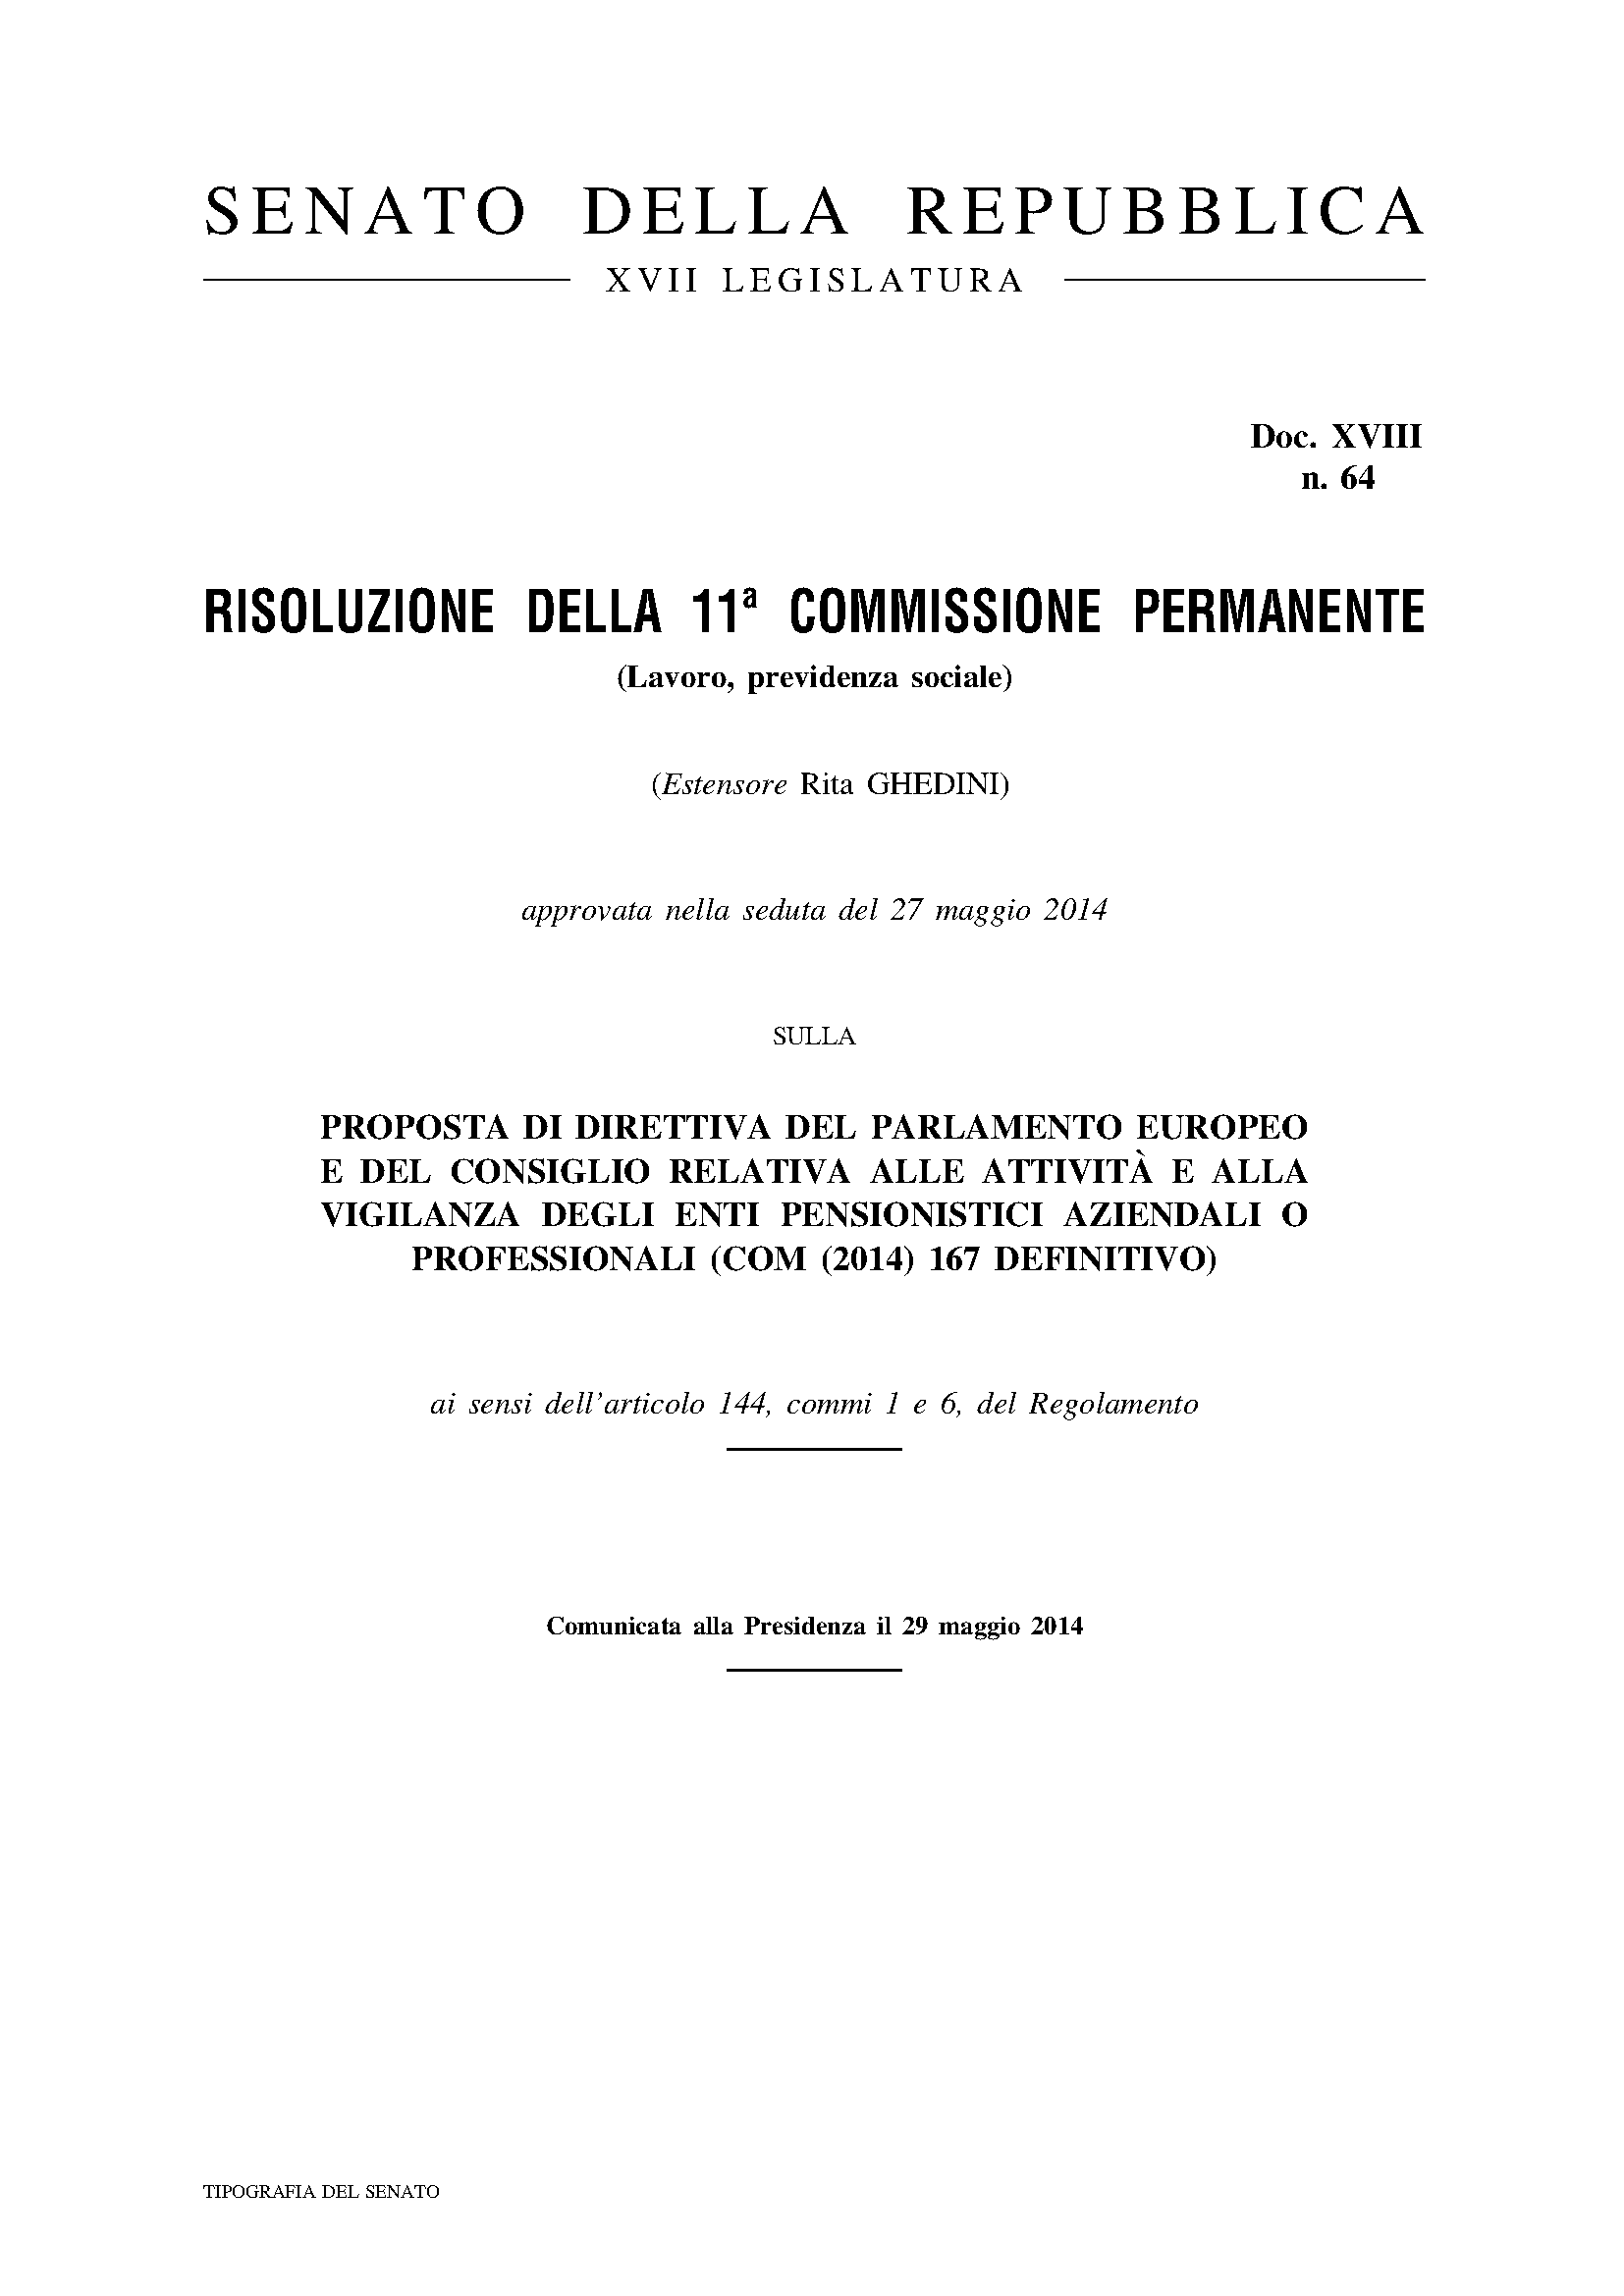 SENATO DELLA REPUBBLICA
XVII LEGISLATURA
Doc. XVIII
n. 64
RISOLUZIONE DELLA 11ª COMMISSIONE PERMANENTE
(Lavoro, previdenza sociale)
(Estensore Rita GHEDINI)
approvata nella seduta del 27 maggio 2014
SULLA
PROPOSTA DI DIRETTIVA DEL PARLAMENTO EUROPEO
E DEL CONSIGLIO RELATIVA ALLE ATTIVITÀ E ALLA
VIGILANZA DEGLI ENTI PENSIONISTICI AZIENDALI O
PROFESSIONALI (COM (2014) 167 DEFINITIVO)
ai sensi dell'articolo 144, commi 1 e 6, del Regolamento
Comunicata alla Presidenza il 29 maggio 2014
TIPOGRAFIA DEL SENATO